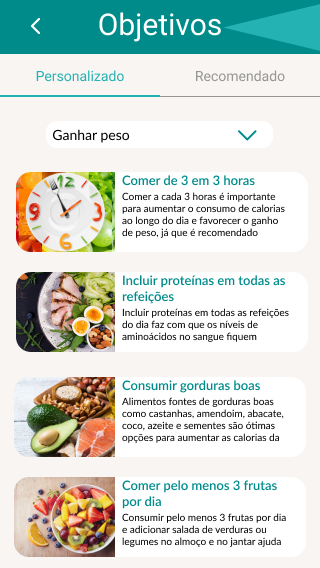 Objetivos
Personalizado
Recomendado
Ganhar peso
12
3
6
9
Comer de 3 em 3 horas
Comer a cada 3 horas é importante
para aumentar o consumo de calorias
ao longo do dia e favorecer o ganho
de peso, já que é recomendado
Incluir proteínas em todas as
refeições
Incluir proteínas em todas as refeições
do dia faz com que os níveis de
aminoácidos no sangue fiquem
Consumir gorduras boas
Alimentos fontes de gorduras boas
como castanhas, amendoim, abacate,
coco, azeite e sementes são ótimas
opções para aumentar as calorias da
Comer pelo menos 3 frutas
por dia
Consumir pelo menos 3 frutas por dia
e adicionar salada de verduras ou
legumes no almoço e no jantar ajuda